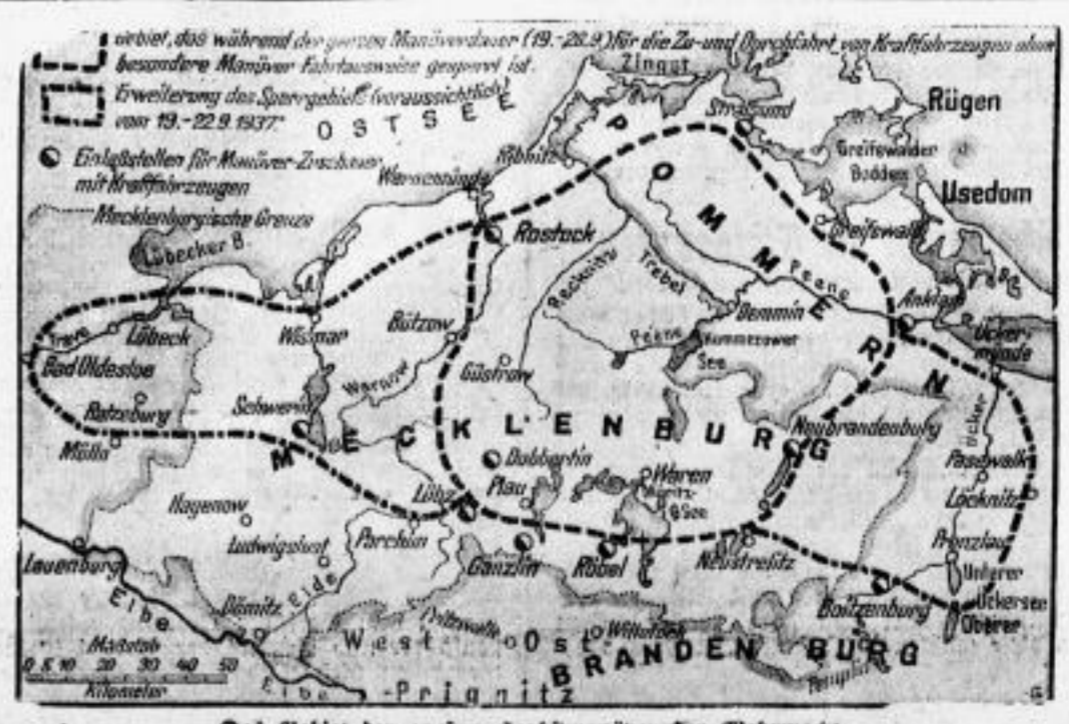 Gebiet, das während der ganzen Manöverdauer (19.-28.9) für die Zu- und Durchfahrt von Kraftfahrzeugen ohne
besondere Manöver-Fahrtausweise gesperrt ist.
Erweiterung des Sperrgebiets (voraussichtlich)
vom 19.-22.9.1937.
Einlaßstellen für Manöver-Zuschauer
mit Kraftfahrzeugen
Mecklenburgische Grenze
OSTSEE
Zingst
Stralsund
Rügen
Greifswalder
Bodden
Usedom
Ribnitz
Warnemünde
Lübecker B.
Rostock
Greifswald
POMMERN
Recknitz
Trebel
Peene
Anklam
Ücker-
münde
Demmin
Trave
Lübeck
Wismar
Bützow
Peene
Kummerower
See
Bad Oldesloe
Warnow
Güstrow
Ratzeburg
Schwerin
MECKLENBURG
Neubrandenburg
Ücker
Mölln
Dobbertin
Waren
Pasewalk
Hagenow
Lübz
Plau
Müritz-
See
Löcknitz
Ludwigslust
Parchim
Ganzlin
Röbel
Neustrelitz
Prenzlau
Lauenburg
Elbe
Elde
Boitzenburg
Unterer
Ückersee
Oberer
Dömitz
Pritzwalk
Wittstock
West-
Ost-
BRANDENBURG
Maßstab
0 5 10 20 30 40 50
Kilometer
Elbe
-Prignitz